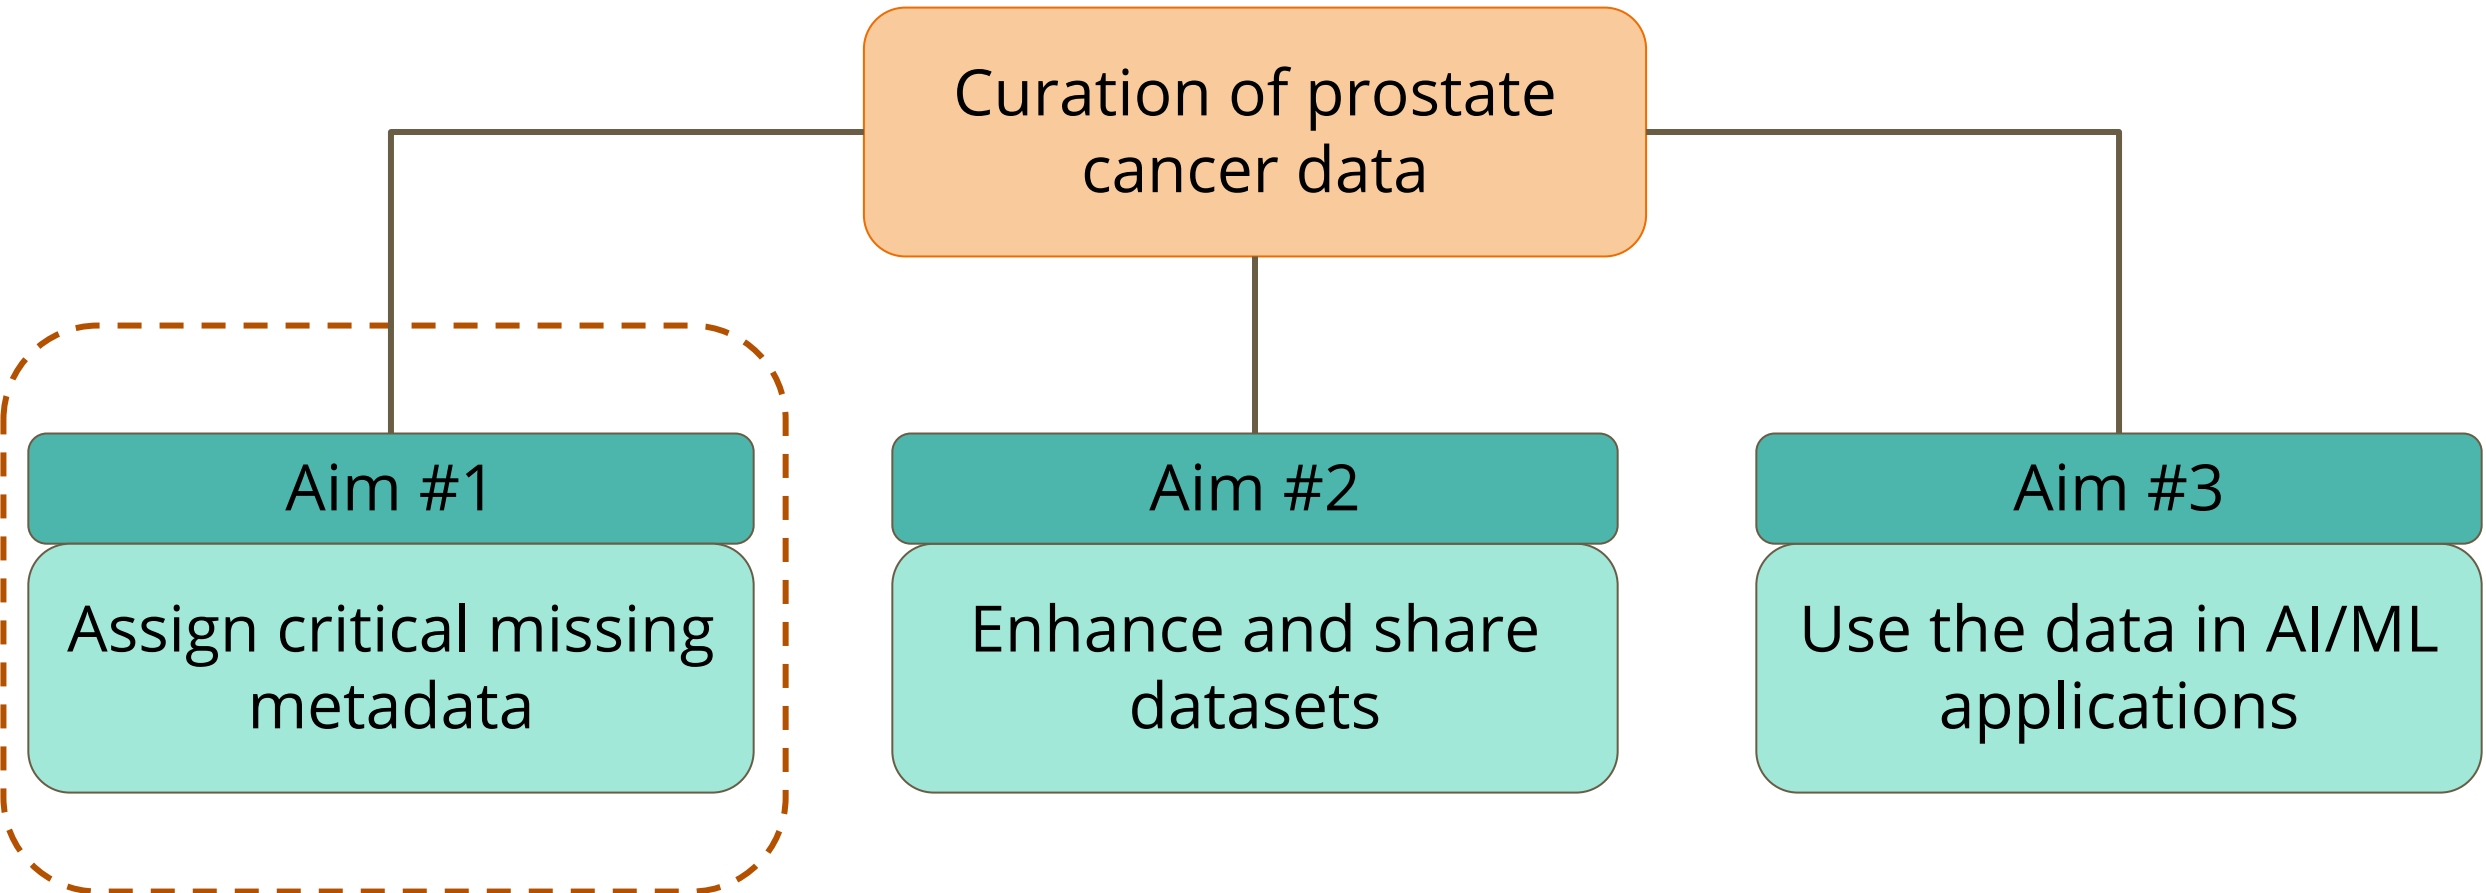 Curation of prostate
cancer data
Aim #1
Assign critical missing
metadata
Aim #2
Enhance and share
datasets
Aim #3
Use the data in AI/ML
applications